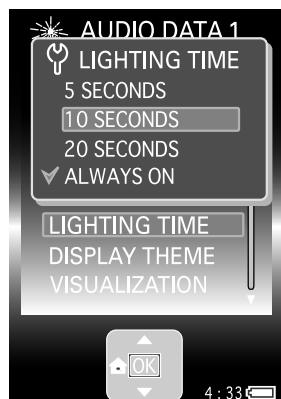 AUDIO DATA 1
LIGHTING TIME
5 SECONDS
10 SECONDS
20 SECONDS
ALWAYS ON
LIGHTING TIME
DISPLAY THEME
VISUALIZATION
OK
4:33